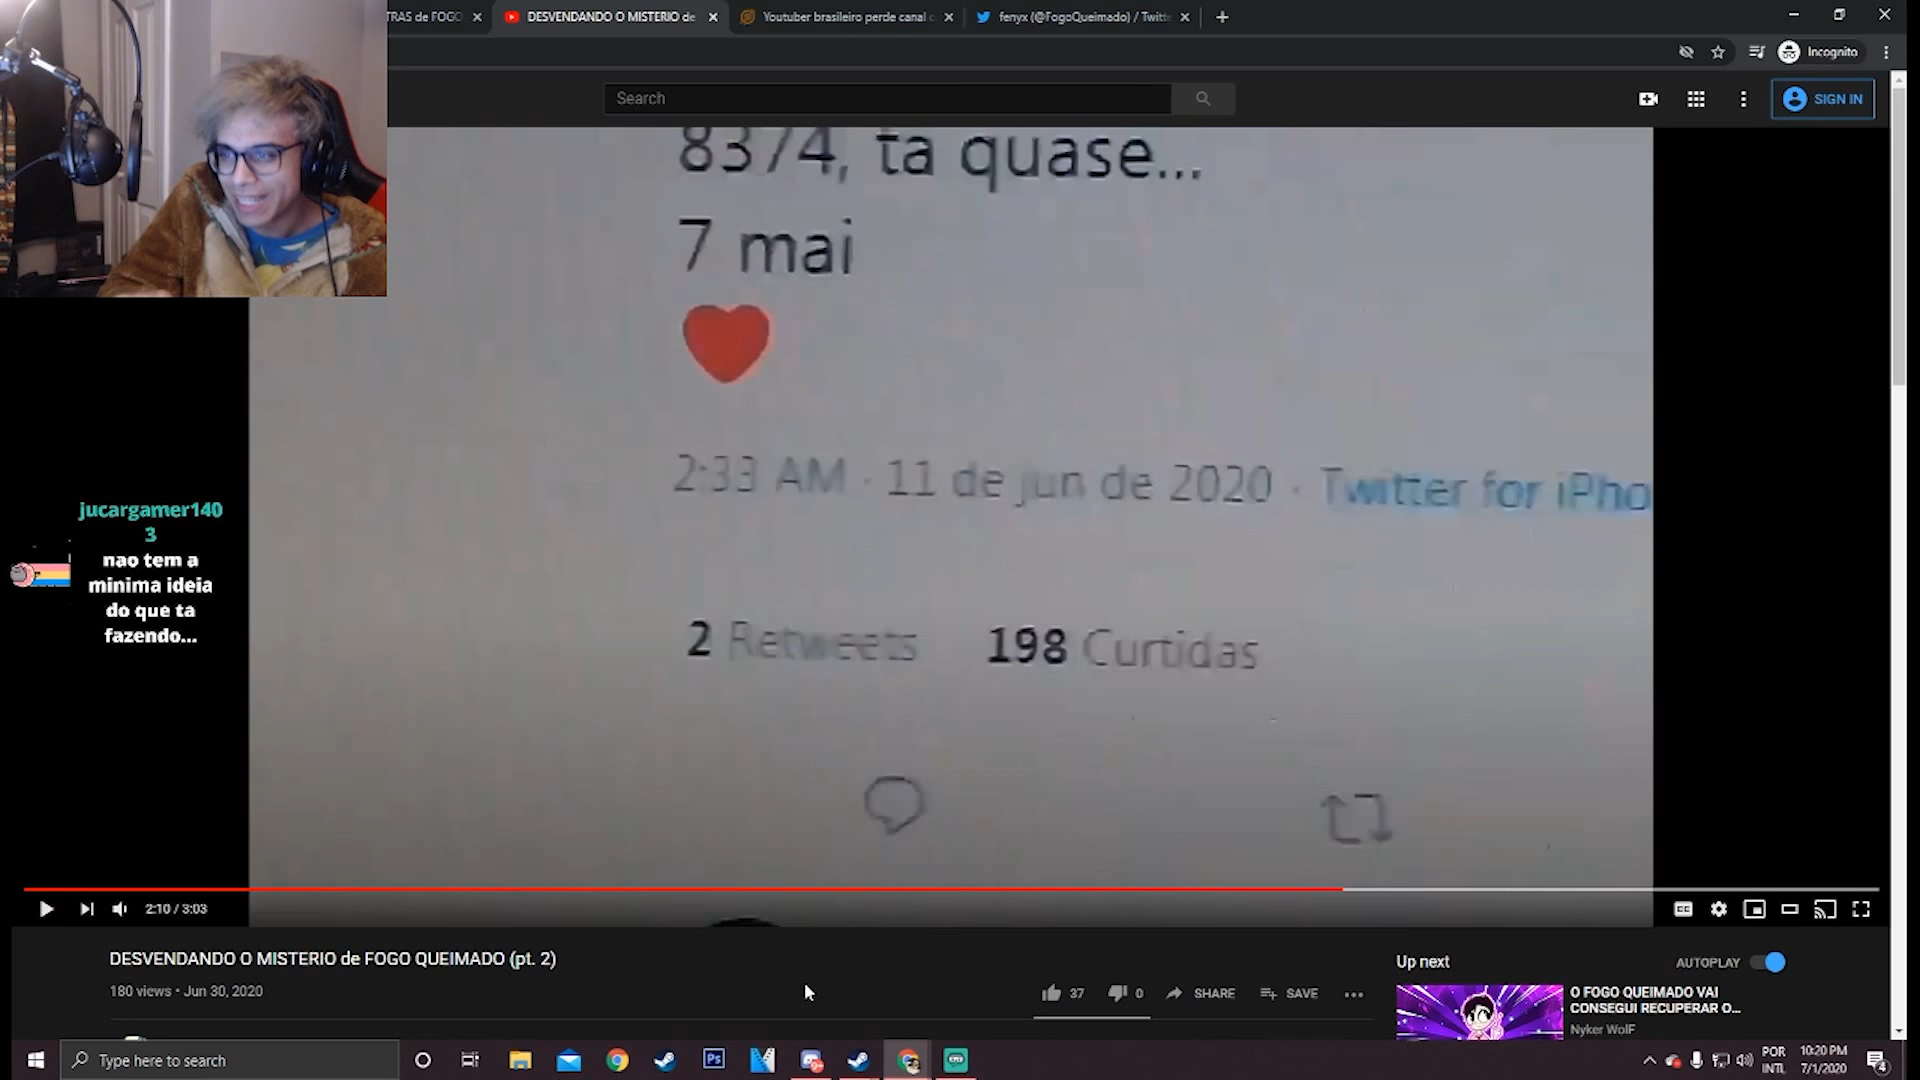 TRAS de FOGO
DESVENDANDO O MISTERIO de
Youtuber brasileiro perde canal
fenyx (@FogoQueimado) / Twitt
Incognito
Search
SIGN IN
8374, ta quase...
7 mai
2:33 AM · 11 de jun de 2020 · Twitter for iPho
2 Retweets 198 Curtidas
jucargamer140
3
nao tem a
minima ideia
do que ta
fazendo...
2:10 / 3:03
DESVENDANDO O MISTERIO de FOGO QUEIMADO (pt. 2)
180 views • Jun 30, 2020
37
0
SHARE
SAVE
Up next
AUTOPLAY
O FOGO QUEIMADO VAI
CONSEGUI RECUPERAR O...
Nyker WolF
Type here to search
Ps
POR
INTL
10:20 PM
7/1/2020
4